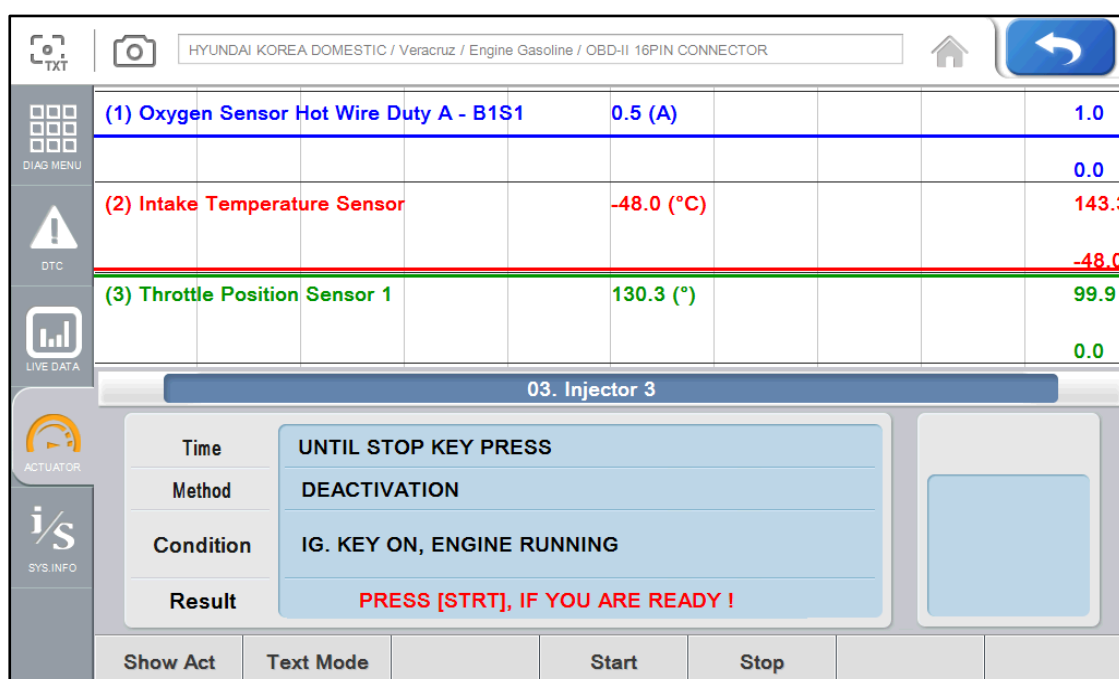 TXT
HYUNDAI KOREA DOMESTIC / Veracruz / Engine Gasoline / OBD-II 16PIN CONNECTOR
DIAG MENU
DTC
LIVE DATA
ACTUATOR
i/s
SYS.INFO
(1) Oxygen Sensor Hot Wire Duty A - B1S1 0.5 (A) 1.0
0.0
(2) Intake Temperature Sensor -48.0 (°C) 143.3
-48.0
(3) Throttle Position Sensor 1 130.3 (°) 99.9
0.0
03. Injector 3
Time UNTIL STOP KEY PRESS
Method DEACTIVATION
Condition IG. KEY ON, ENGINE RUNNING
Result PRESS [STRT], IF YOU ARE READY !
Show Act Text Mode Start Stop